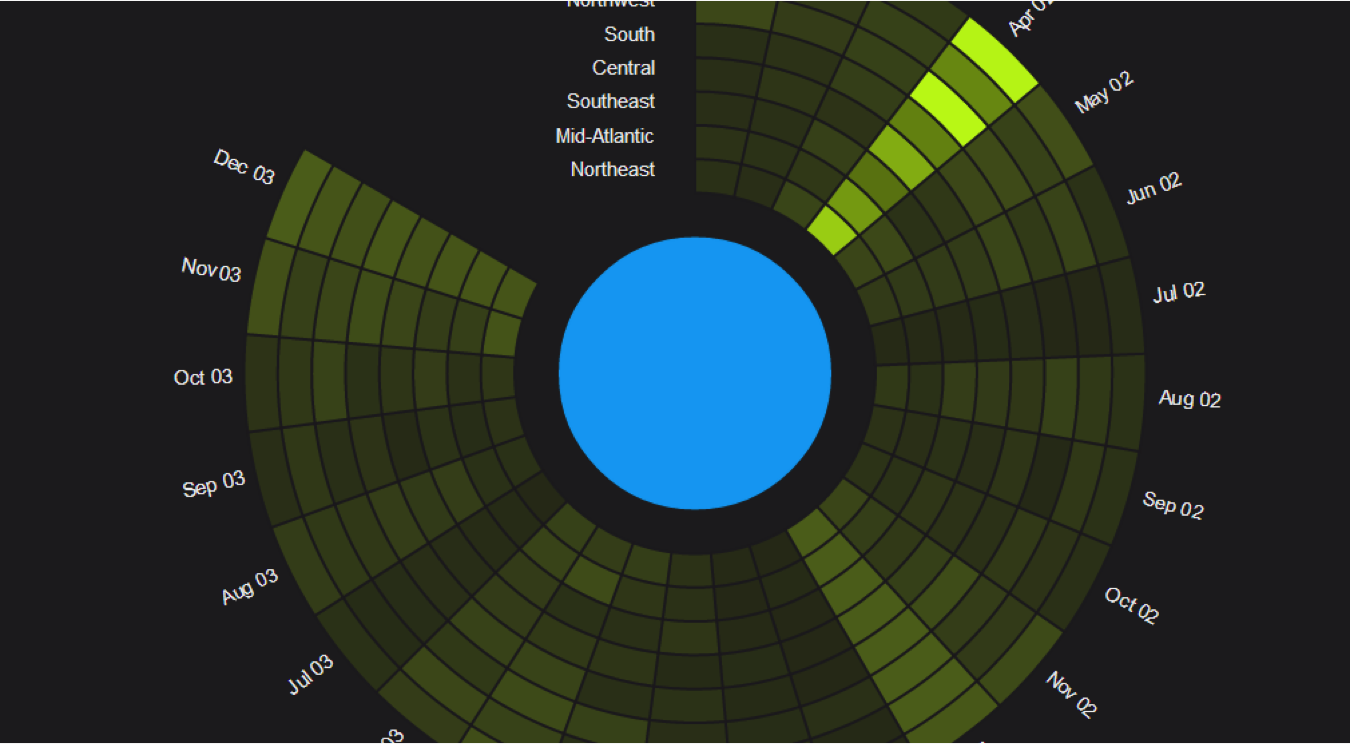 Northwest
South
Central
Southeast
Mid-Atlantic
Northeast
May 02
Jun 02
Jul 02
Aug 02
Sep 02
Oct 02
Nov 02
Jul 03
Aug 03
Sep 03
Oct 03
Nov 03
Dec 03